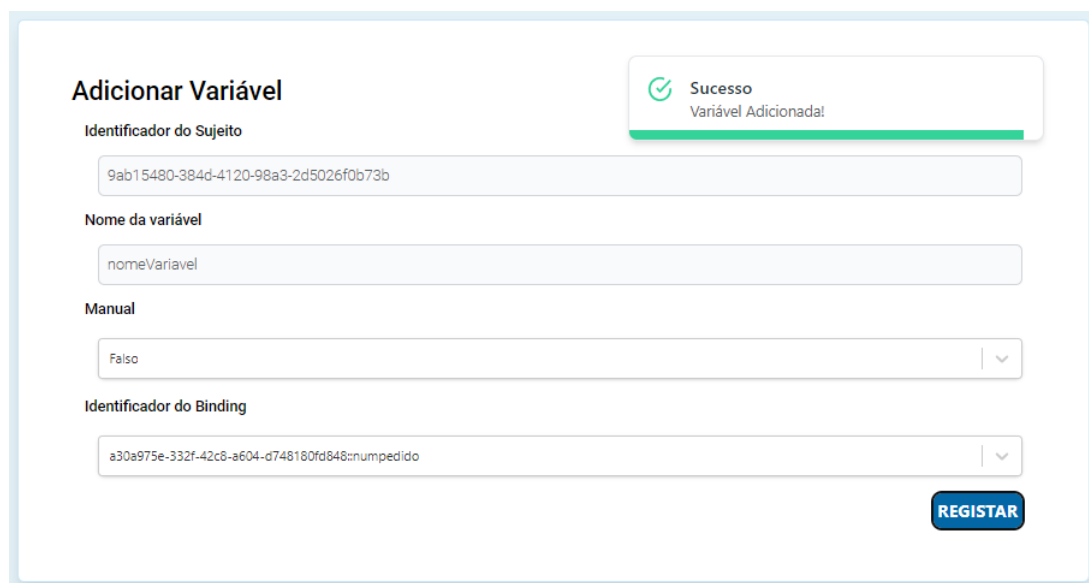 Adicionar Variável
Sucesso
Variável Adicionada!
Identificador do Sujeito
9ab15480-384d-4120-98a3-2d5026f0b73b
Nome da variável
nomeVariavel
Manual
Falso
Identificador do Binding
a30a975e-332f-42c8-a604-d748180fd848::numpedido
REGISTAR